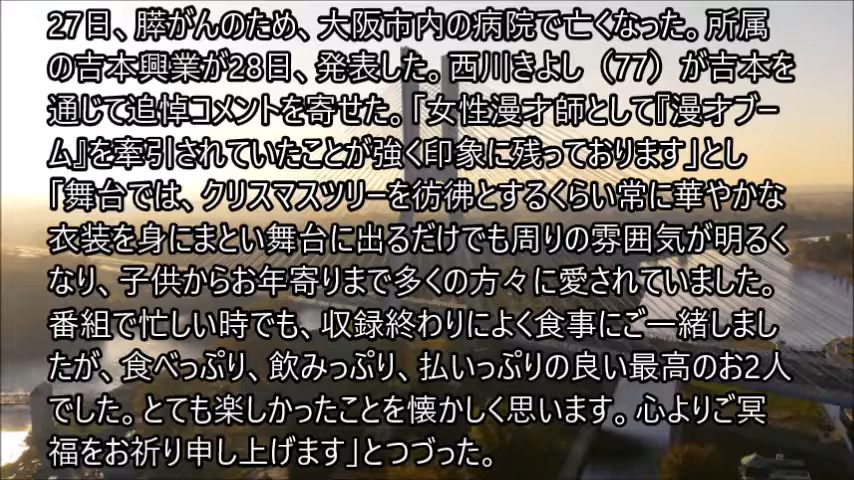 27日、膵がんのため、大阪市内の病院で亡くなった。所属
の吉本興業が28日、発表した。西川きよし（77）が吉本を
通じて追悼コメントを寄せた。「女性漫才師として『漫才ブー
ム』を牽引されていたことが強く印象に残っております」とし
「舞台では、クリスマスツリーを彷彿とするくらい常に華やかな
衣装を身にまとい舞台に出るだけでも周りの雰囲気が明るく
なり、子供からお年寄りまで多くの方々に愛されていました。
番組で忙しい時でも、収録終わりによく食事にご一緒しまし
たが、食べっぷり、飲みっぷり、払いっぷりの良い最高のお2人
でした。とても楽しかったことを懐かしく思います。心よりご冥
福をお祈り申し上げます」とつづった。